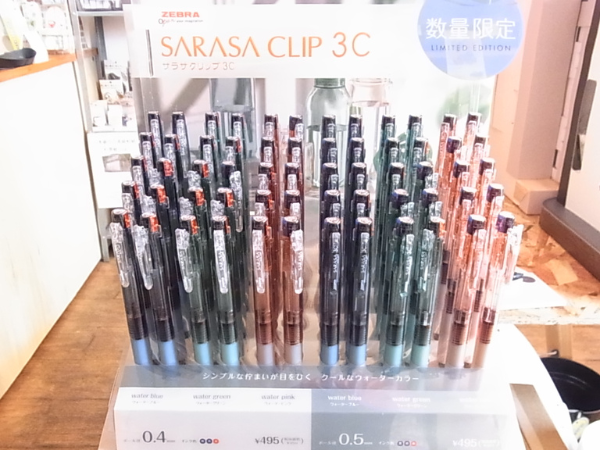 ZEBRA
SARASA CLIP 3C
サラサクリップ3C
数量限定
LIMITED EDITION
シンプルな佇まいが目をひく クールなウォーターカラー
water blue
water green
water pink
water blue
water green
0.4mm
¥495
0.5mm
¥495